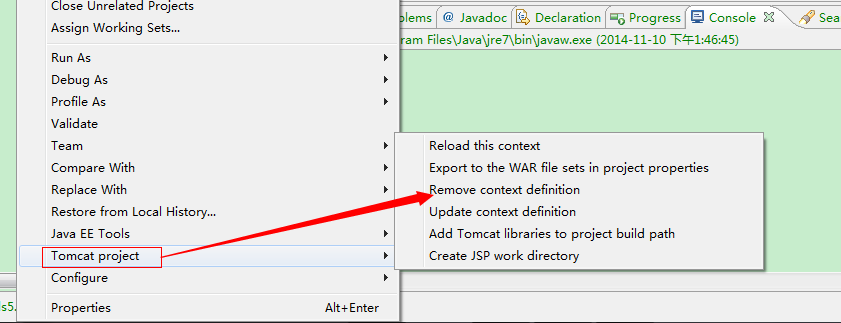 Close Unrelated Projects
Assign Working Sets...
Run As
Debug As
Profile As
Validate
Team
Compare With
Replace With
Restore from Local History...
Java EE Tools
Tomcat project
Configure
Properties Alt+Enter
Reload this context
Export to the WAR file sets in project properties
Remove context definition
Update context definition
Add Tomcat libraries to project build path
Create JSP work directory
blems @ Javadoc Declaration Progress Console Sea
ram Files\Java\jre7\bin\javaw.exe (2014-11-10 下午1:46:45)
ls5.